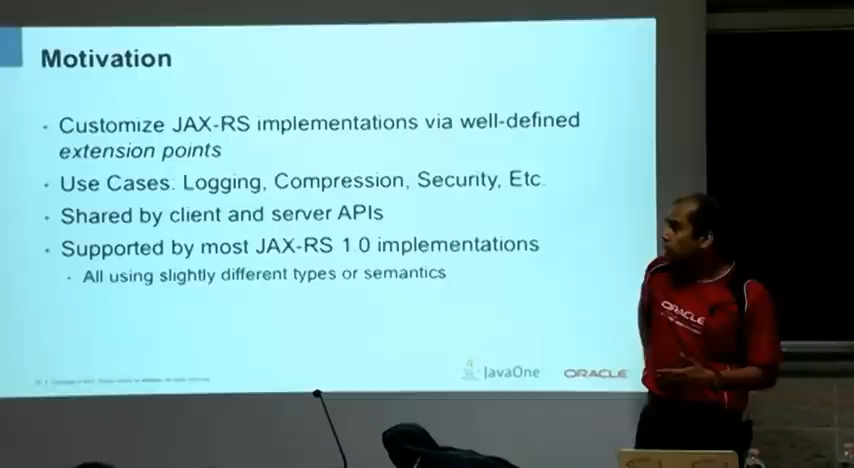 Motivation
Customize JAX-RS implementations via well-defined
extension points
Use Cases: Logging, Compression, Security, Etc.
Shared by client and server APIs
Supported by most JAX-RS 1.0 implementations
All using slightly different types or semantics
JavaOne
ORACLE
ORACLE